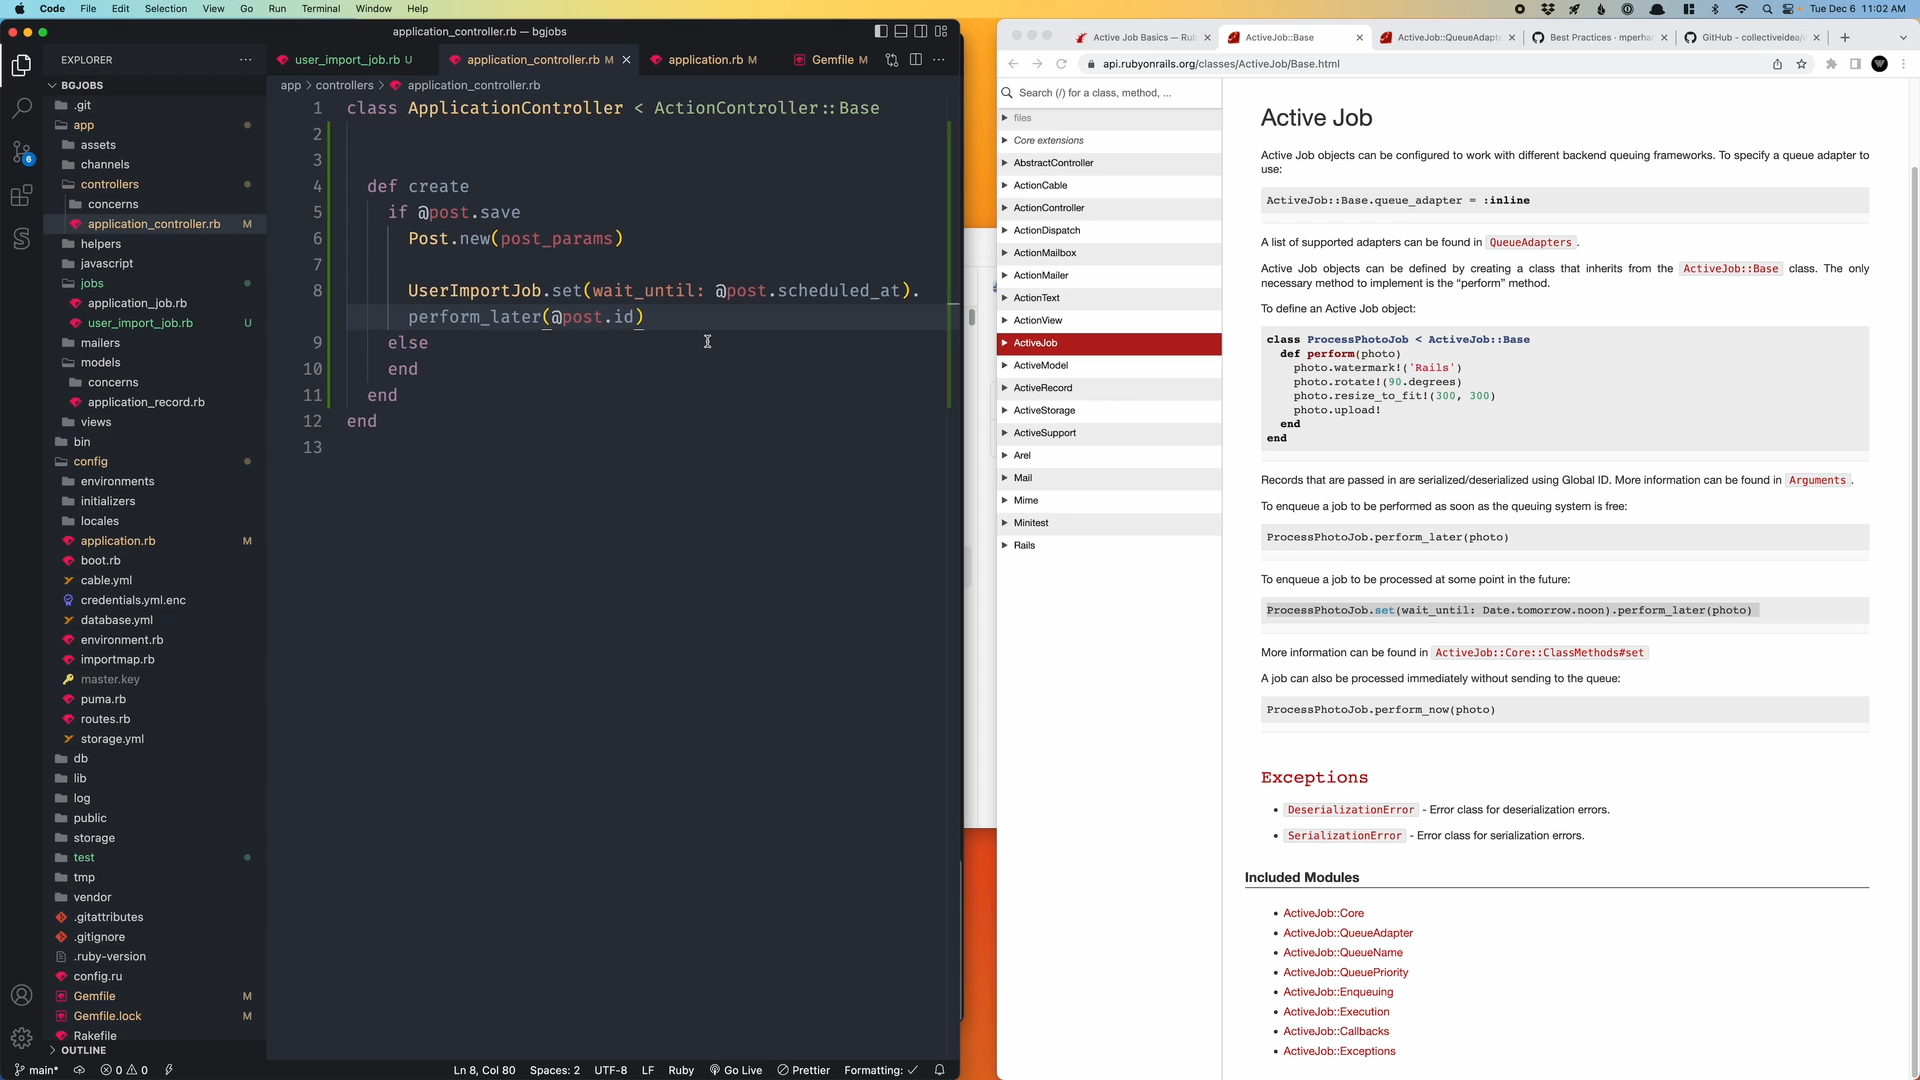 Code File Edit Selection View Go Run Terminal Window Help
Tue Dec 6 11:02 AM
application_controller.rb — bgjobs
EXPLORER
BGJOBS
.git
app
assets
channels
controllers
concerns
application_controller.rb M
helpers
javascript
jobs
application_job.rb
user_import_job.rb U
mailers
models
concerns
application_record.rb
views
bin
config
environments
initializers
locales
application.rb M
boot.rb
cable.yml
credentials.yml.enc
database.yml
environment.rb
importmap.rb
master.key
puma.rb
routes.rb
storage.yml
db
lib
log
public
storage
test
tmp
vendor
.gitattributes
.gitignore
.ruby-version
config.ru
Gemfile M
Gemfile.lock M
Rakefile
OUTLINE
6
user_import_job.rb U
application_controller.rb M
application.rb M
Gemfile M
app > controllers > application_controller.rb
1 class ApplicationController < ActionController::Base
2
3
4 def create
5 if @post.save
6 Post.new(post_params)
7
8 UserImportJob.set(wait_until: @post.scheduled_at).
perform_later(@post.id)
9 else
10 end
11 end
12 end
13
main* 0 0 Ln 8, Col 80 Spaces: 2 UTF-8 LF Ruby Go Live Prettier Formatting:
Active Job Basics — Rub
ActiveJob::Base
ActiveJob::QueueAdapt
Best Practices · mperha
GitHub - collectiveidea/
api.rubyonrails.org/classes/ActiveJob/Base.html
Search (/) for a class, method, ...
files
Core extensions
AbstractController
ActionCable
ActionController
ActionDispatch
ActionMailbox
ActionMailer
ActionText
ActionView
ActiveJob
ActiveModel
ActiveRecord
ActiveStorage
ActiveSupport
Arel
Mail
Mime
Minitest
Rails
Active Job
Active Job objects can be configured to work with different backend queuing frameworks. To specify a queue adapter to
use:
ActiveJob::Base.queue_adapter = :inline
A list of supported adapters can be found in QueueAdapters.
Active Job objects can be defined by creating a class that inherits from the ActiveJob::Base class. The only
necessary method to implement is the “perform” method.
To define an Active Job object:
class ProcessPhotoJob < ActiveJob::Base
def perform(photo)
photo.watermark!('Rails')
photo.rotate!(90.degrees)
photo.resize_to_fit!(300, 300)
photo.upload!
end
end
Records that are passed in are serialized/deserialized using Global ID. More information can be found in Arguments.
To enqueue a job to be performed as soon as the queuing system is free:
ProcessPhotoJob.perform_later(photo)
To enqueue a job to be processed at some point in the future:
ProcessPhotoJob.set(wait_until: Date.tomorrow.noon).perform_later(photo)
More information can be found in ActiveJob::Core::ClassMethods#set
A job can also be processed immediately without sending to the queue:
ProcessPhotoJob.perform_now(photo)
Exceptions
• DeserializationError - Error class for deserialization errors.
• SerializationError - Error class for serialization errors.
Included Modules
• ActiveJob::Core
• ActiveJob::QueueAdapter
• ActiveJob::QueueName
• ActiveJob::QueuePriority
• ActiveJob::Enqueuing
• ActiveJob::Execution
• ActiveJob::Callbacks
• ActiveJob::Exceptions